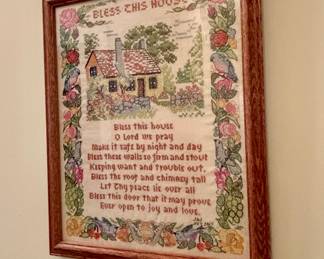 BLESS THIS HOUSE
Bless this house
O Lord we pray
Make it safe by night and day
Bless these walls so firm and stout
Keeping want and trouble out.
Bless the roof and chimney tall
Let thy peace lie over all
Bless this door that it may prove
Ever open to joy and love.